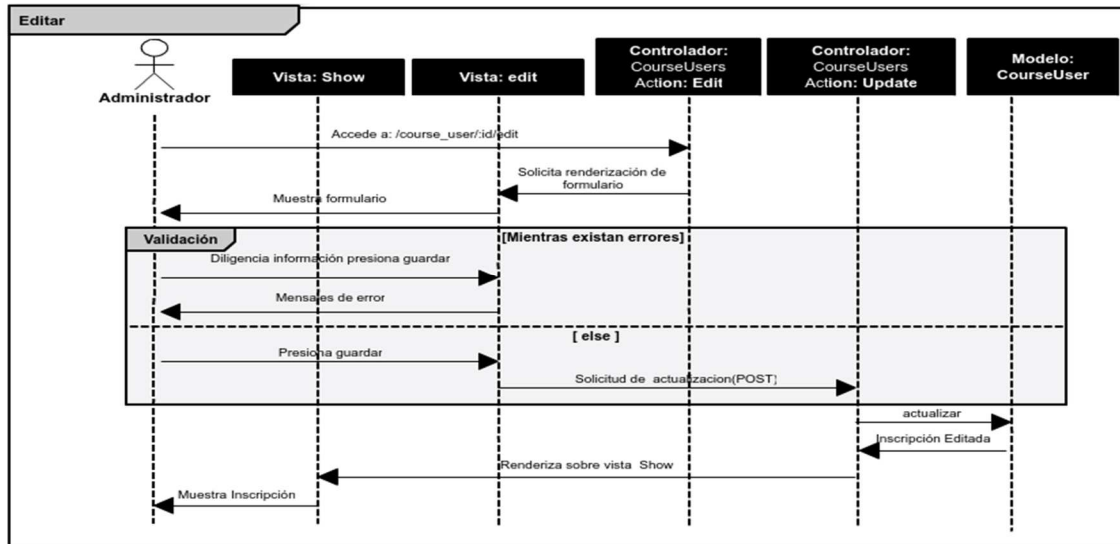 Editar
Administrador
Vista: Show
Vista: edit
Controlador:
CourseUsers
Action: Edit
Controlador:
CourseUsers
Action: Update
Modelo:
CourseUser
Accede a: /course_user/:id/edit
Solicita renderización de
formulario
Muestra formulario
Validación
[Mientras existan errores]
Diligencia información presiona guardar
Mensajes de error
[ else ]
Presiona guardar
Solicitud de actualizacion(POST)
actualizar
Inscripción Editada
Renderiza sobre vista Show
Muestra Inscripción